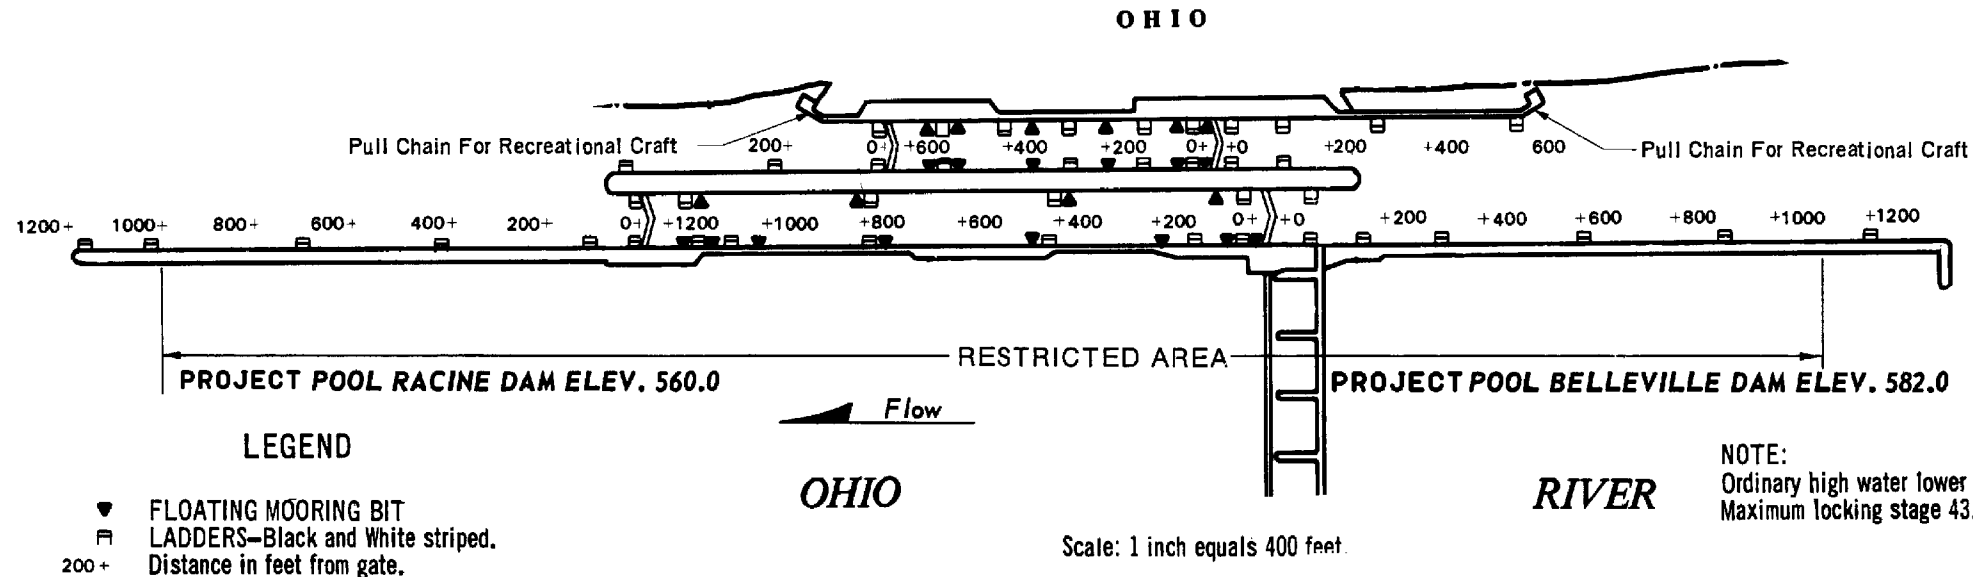 OHIO
Pull Chain For Recreational Craft
200+ 0+ +600 +400 +200 0+ +0 +200 +400 600
Pull Chain For Recreational Craft
1200+ 1000+ 800+ 600+ 400+ 200+ 0+ +1200 +1000 +800 +600 +400 +200 0+ +0 +200 +400 +600 +800 +1000 +1200
RESTRICTED AREA
PROJECT POOL RACINE DAM ELEV. 560.0
PROJECT POOL BELLEVILLE DAM ELEV. 582.0
Flow
LEGEND
FLOATING MOORING BIT
LADDERS–Black and White striped.
200+ Distance in feet from gate.
OHIO
RIVER
Scale: 1 inch equals 400 feet.
NOTE:
Ordinary high water lower
Maximum locking stage 43.